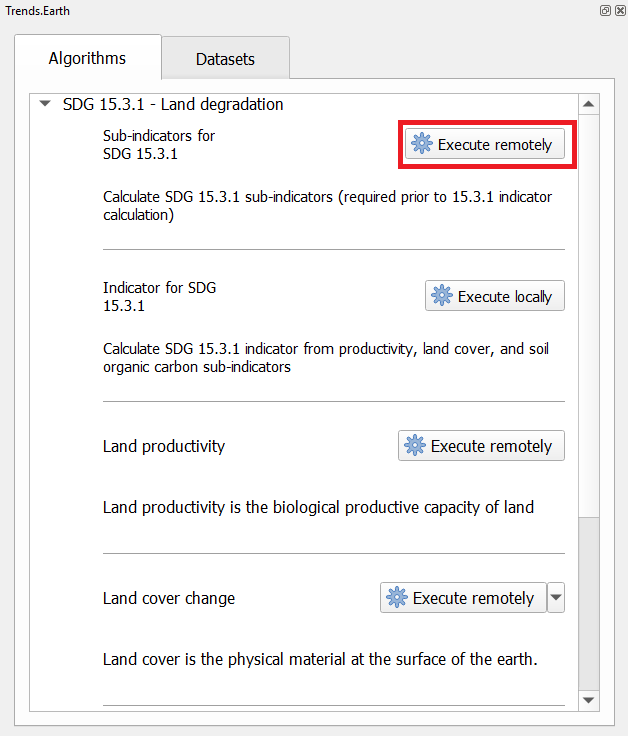 Trends.Earth
Algorithms
Datasets
SDG 15.3.1 - Land degradation
Sub-indicators for
SDG 15.3.1
Execute remotely
Calculate SDG 15.3.1 sub-indicators (required prior to 15.3.1 indicator
calculation)
Indicator for SDG
15.3.1
Execute locally
Calculate SDG 15.3.1 indicator from productivity, land cover, and soil
organic carbon sub-indicators
Land productivity
Execute remotely
Land productivity is the biological productive capacity of land
Land cover change
Execute remotely
Land cover is the physical material at the surface of the earth.